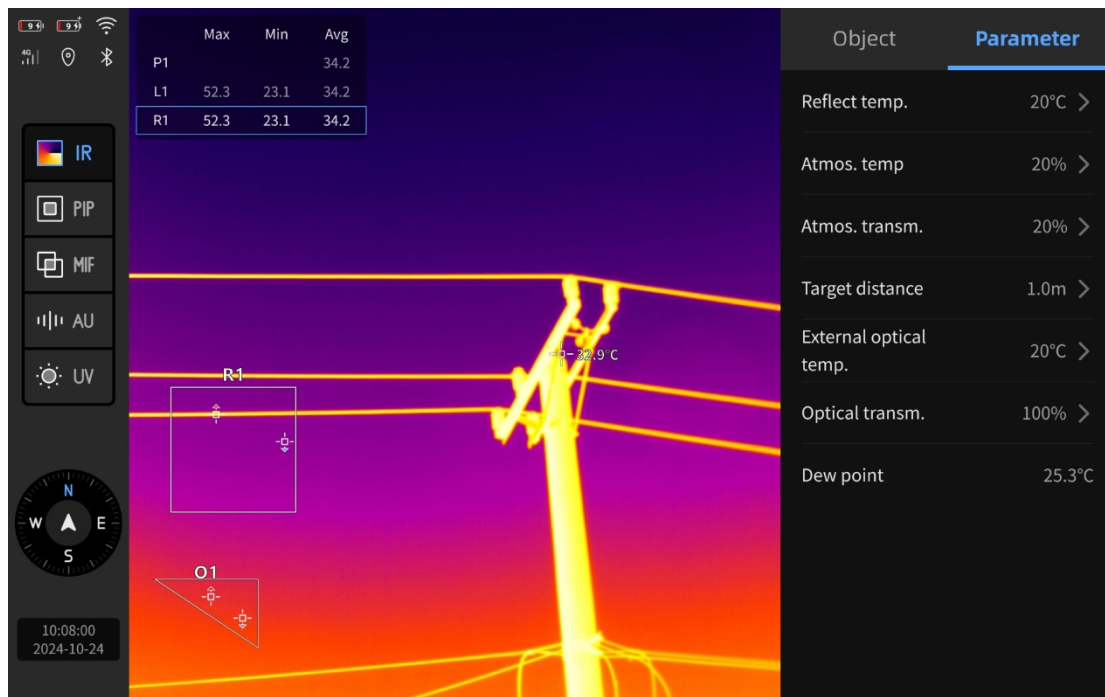 9
9
4G
IR
PIP
MIF
AU
UV
N
W E
S
10:08:00
2024-10-24
Max Min Avg
P1 34.2
L1 52.3 23.1 34.2
R1 52.3 23.1 34.2
32.9°C
R1
O1
Object Parameter
Reflect temp. 20°C
Atmos. temp 20%
Atmos. transm. 20%
Target distance 1.0m
External optical
temp. 20°C
Optical transm. 100%
Dew point 25.3°C